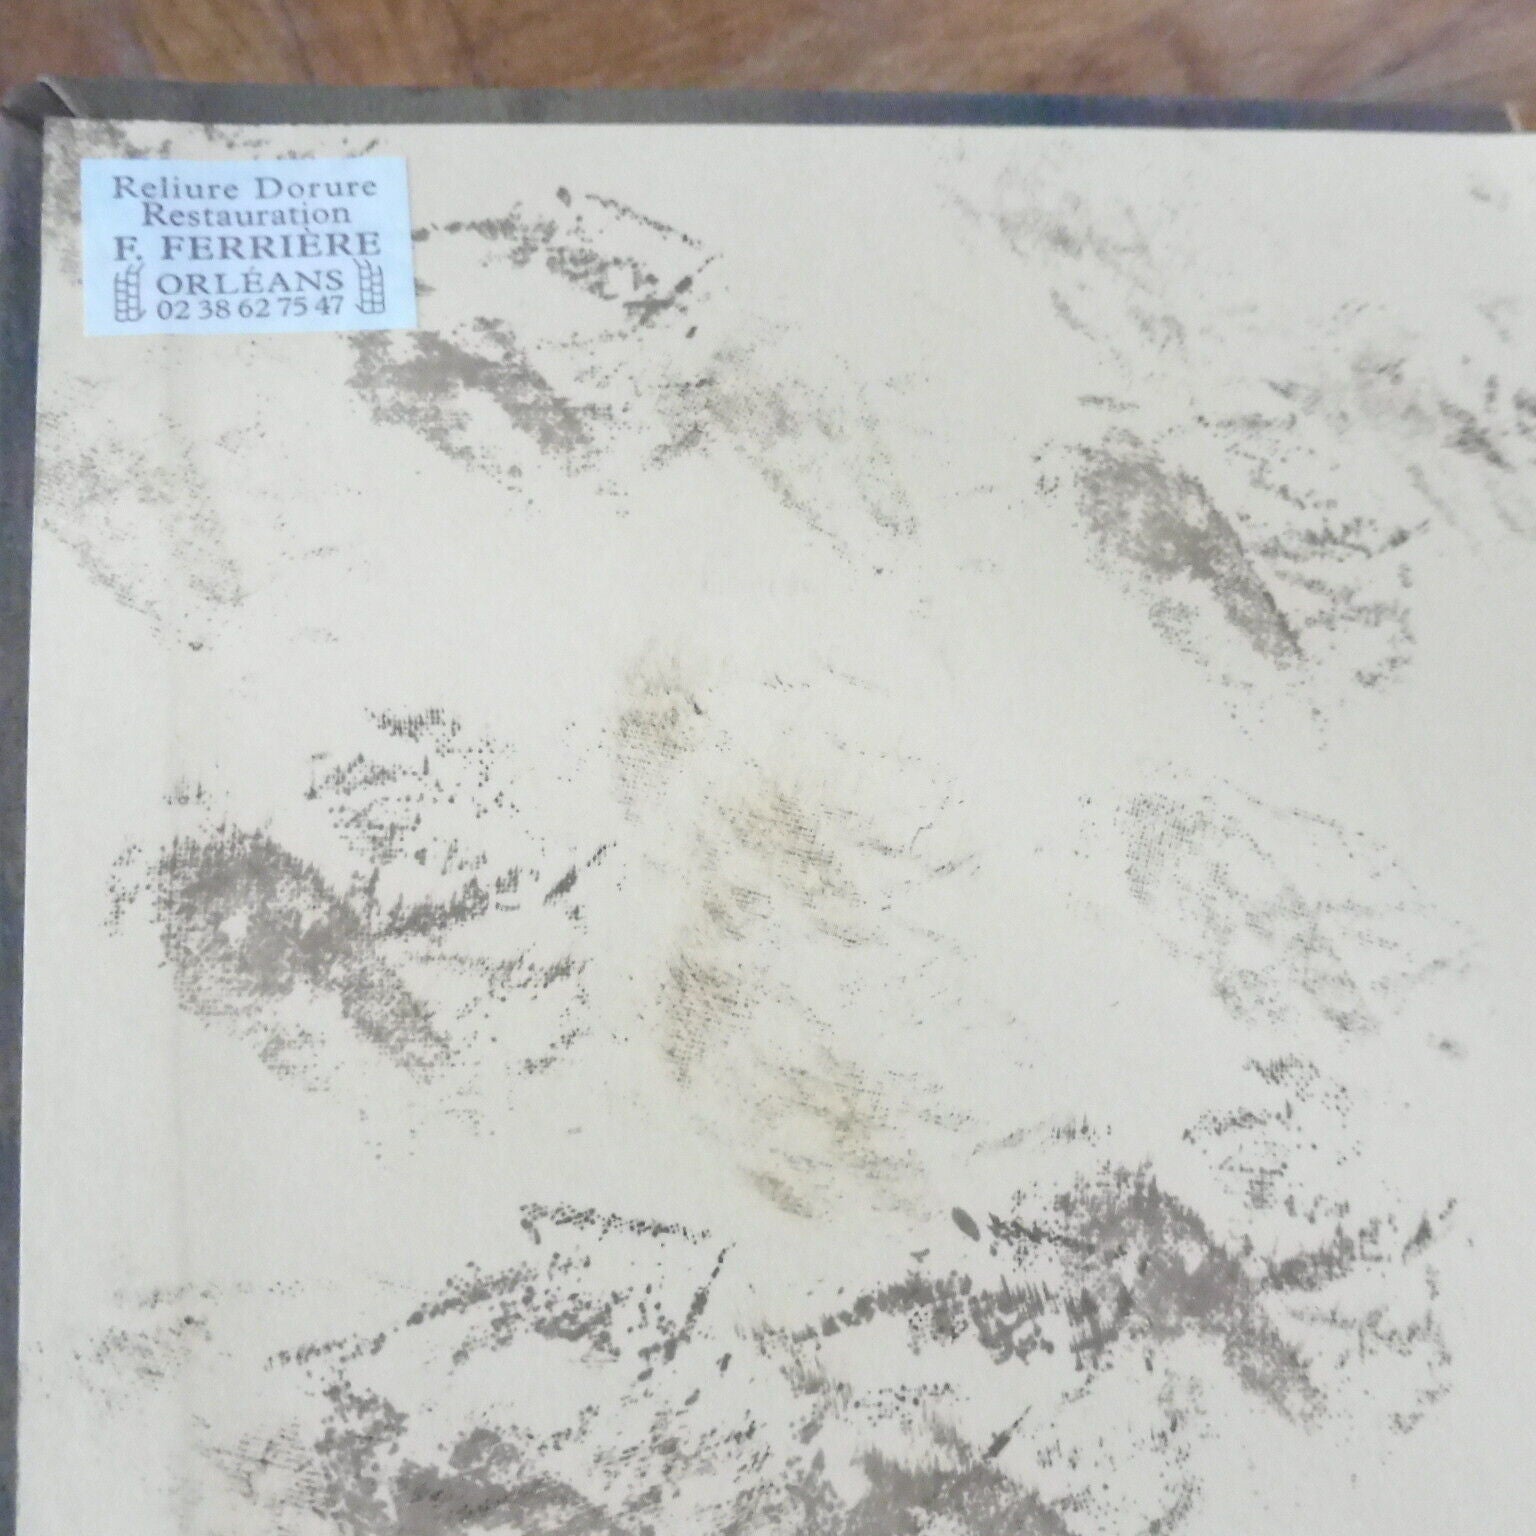 Reliure Dorure
Restauration
F. FERRIÈRE
ORLÉANS
02 38 62 75 47